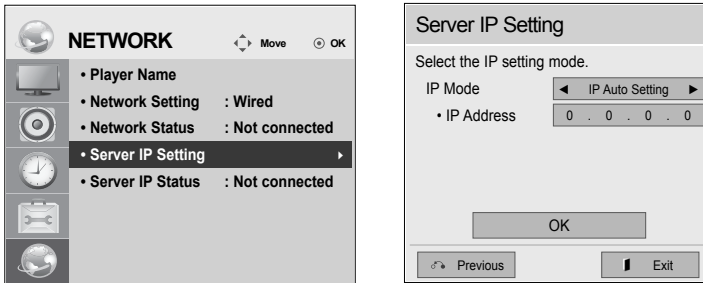 NETWORK
Move
OK
• Player Name
• Network Setting : Wired
• Network Status : Not connected
• Server IP Setting
• Server IP Status : Not connected
Server IP Setting
Select the IP setting mode.
IP Mode ◄ IP Auto Setting ►
• IP Address 0 . 0 . 0 . 0
OK
Previous
Exit